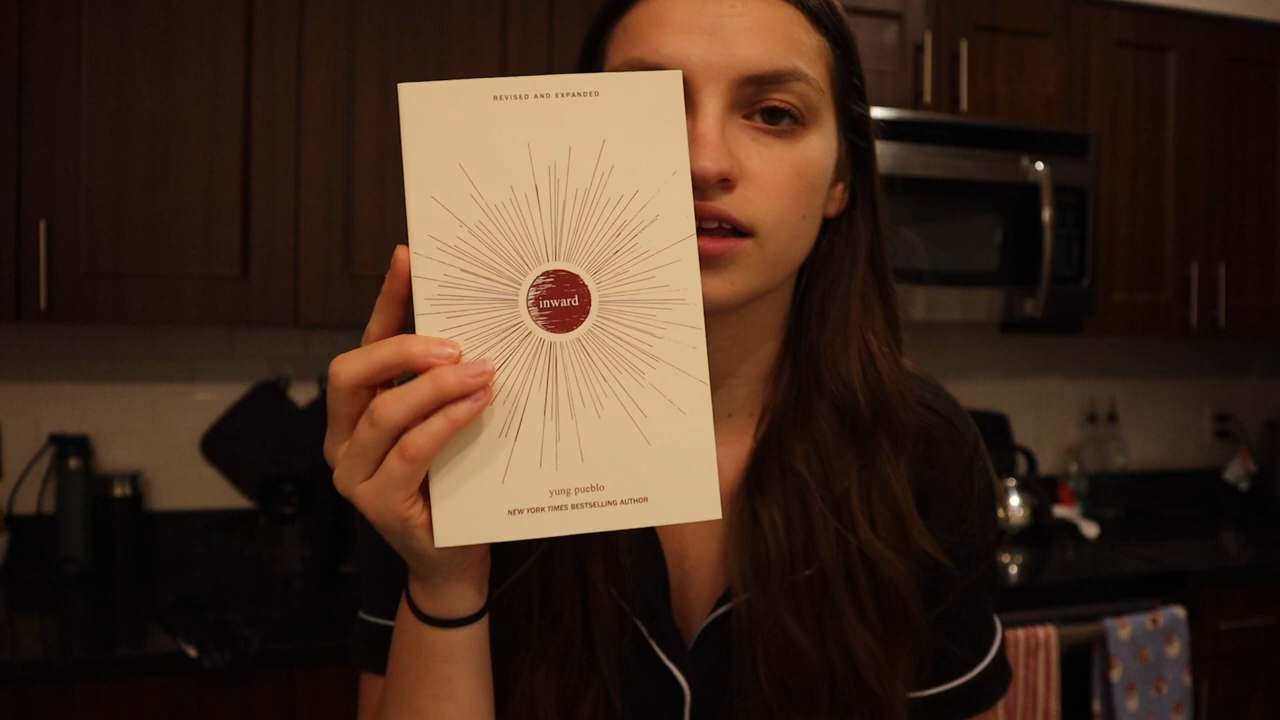 REVISED AND EXPANDED
inward
yung pueblo
NEW YORK TIMES BESTSELLING AUTHOR